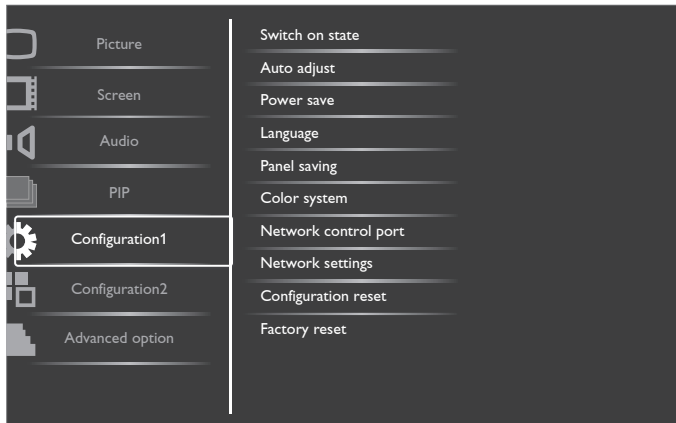 Picture
Screen
Audio
PIP
Configuration1
Configuration2
Advanced option
Switch on state
Auto adjust
Power save
Language
Panel saving
Color system
Network control port
Network settings
Configuration reset
Factory reset